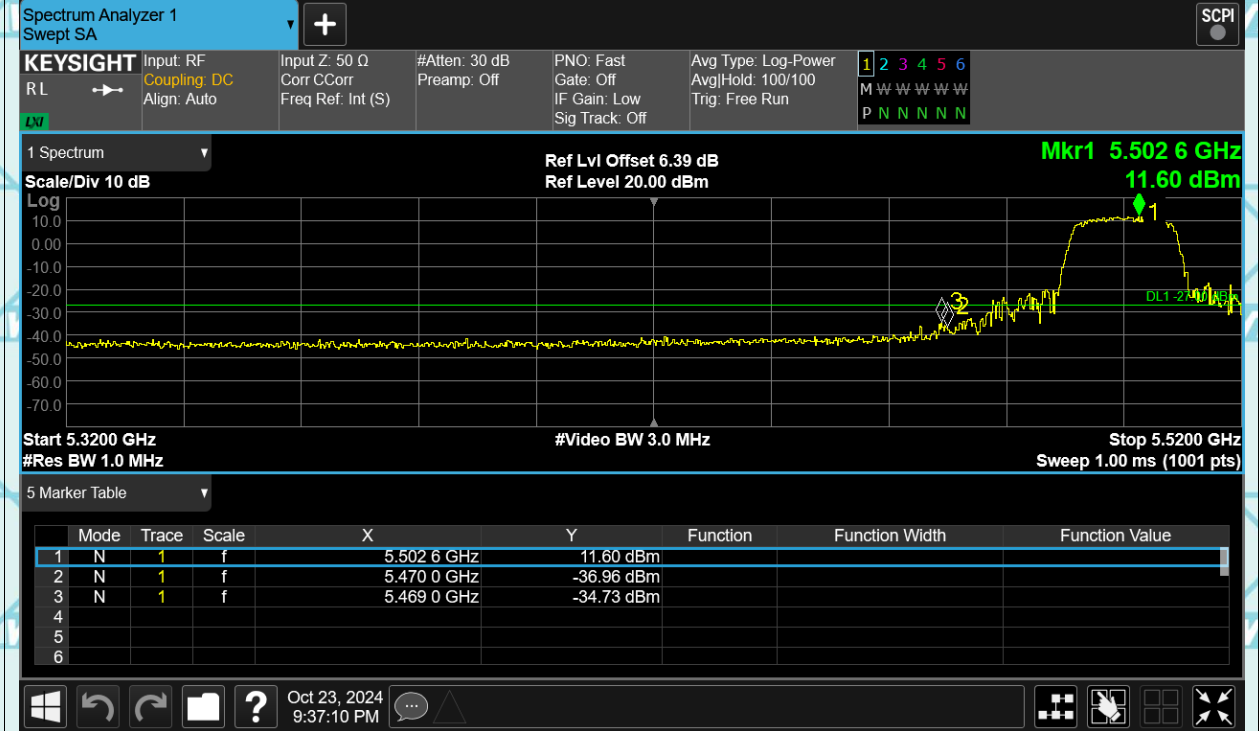 Spectrum Analyzer 1
Swept SA
SCPI
KEYSIGHT
R L
LXI
Input: RF
Coupling: DC
Align: Auto
Input Z: 50 Ω
Corr CCorr
Freq Ref: Int (S)
#Atten: 30 dB
Preamp: Off
PNO: Fast
Gate: Off
IF Gain: Low
Sig Track: Off
Avg Type: Log-Power
Avg|Hold: 100/100
Trig: Free Run
1 2 3 4 5 6
M W W W W W
P N N N N N
1 Spectrum
Scale/Div 10 dB
Ref Lvl Offset 6.39 dB
Ref Level 20.00 dBm
Mkr1 5.502 6 GHz
11.60 dBm
Log
10.0
0.00
-10.0
-20.0
-30.0
-40.0
-50.0
-60.0
-70.0
1
3
2
Start 5.3200 GHz
#Res BW 1.0 MHz
#Video BW 3.0 MHz
Stop 5.5200 GHz
Sweep 1.00 ms (1001 pts)
5 Marker Table
Mode Trace Scale X Y Function Function Width Function Value
1 N 1 f 5.502 6 GHz 11.60 dBm
2 N 1 f 5.470 0 GHz -36.96 dBm
3 N 1 f 5.469 0 GHz -34.73 dBm
4
5
6
?
Oct 23, 2024
9:37:10 PM